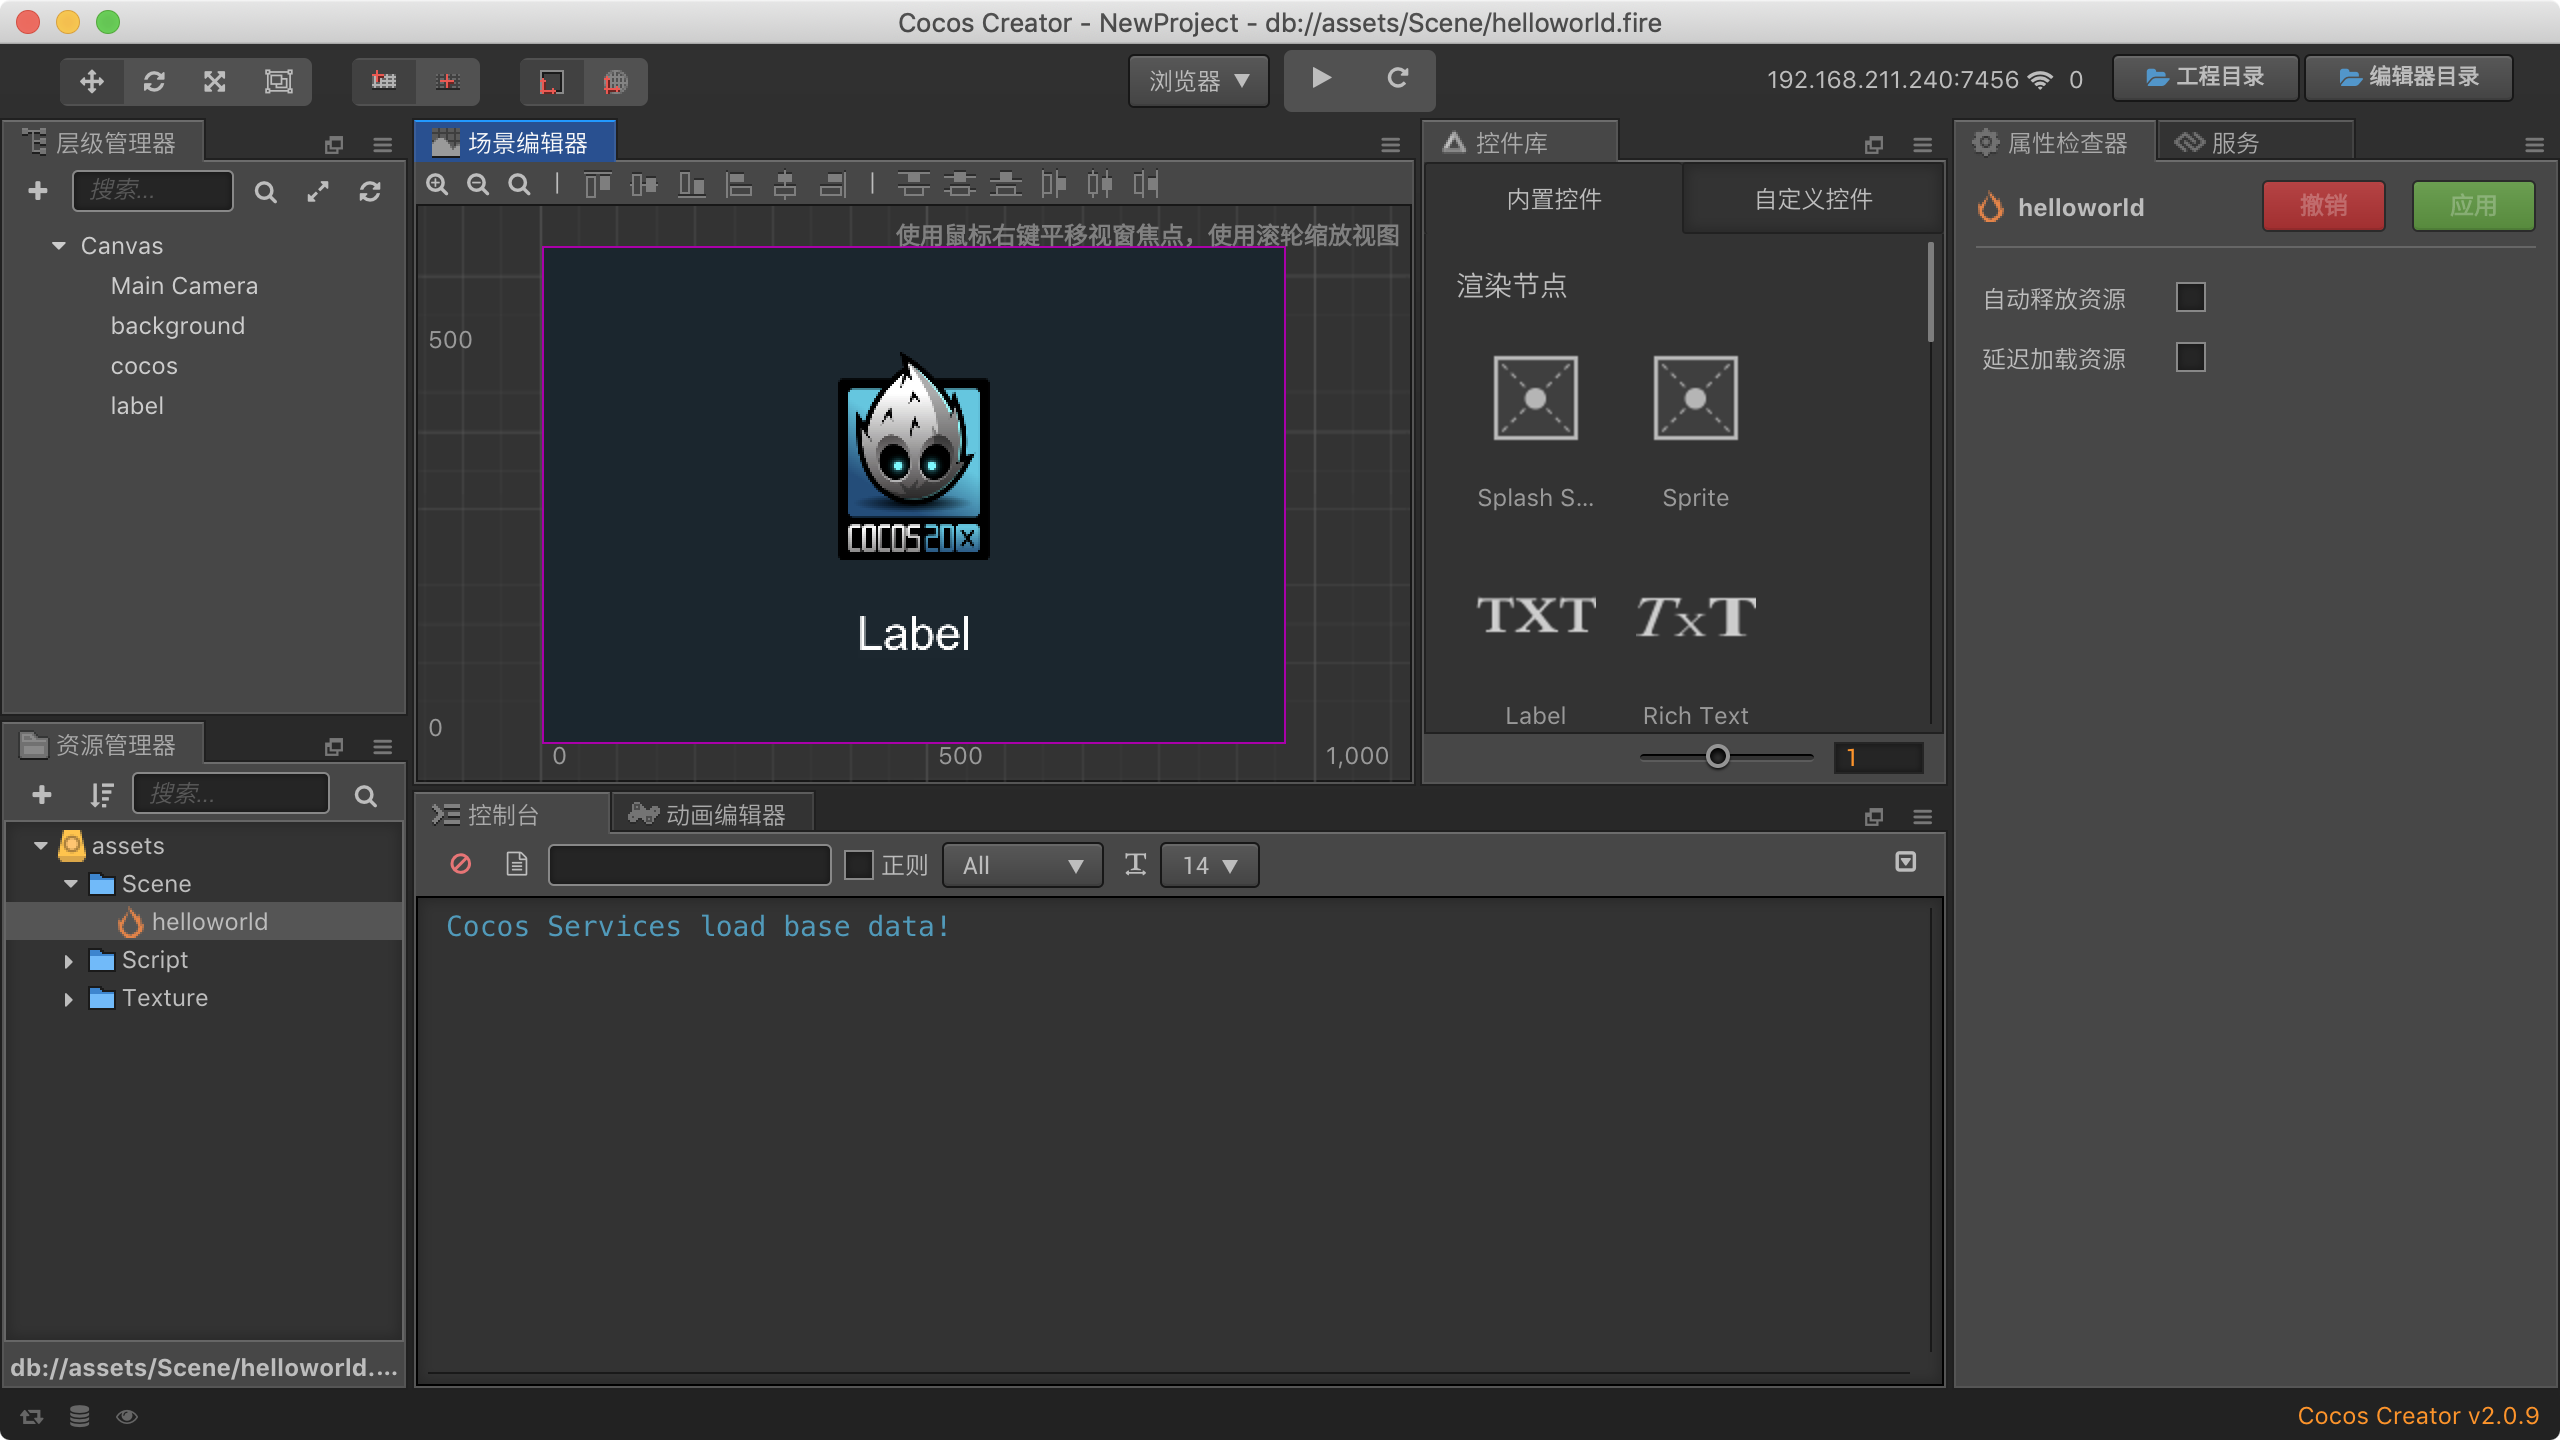 Cocos Creator - NewProject - db://assets/Scene/helloworld.fire
浏览器
192.168.211.240:7456
0
工程目录
编辑器目录
层级管理器
搜索...
Canvas
Main Camera
background
cocos
label
场景编辑器
使用鼠标右键平移视窗焦点，使用滚轮缩放视图
500
0
0
500
1,000
COCOS2DX
Label
控件库
内置控件
自定义控件
渲染节点
Splash S...
Sprite
TXT
TxT
Label
Rich Text
1
属性检查器
服务
helloworld
撤销
应用
自动释放资源
延迟加载资源
资源管理器
搜索...
assets
Scene
helloworld
Script
Texture
db://assets/Scene/helloworld....
控制台
动画编辑器
正则
All
14
Cocos Services load base data!
Cocos Creator v2.0.9